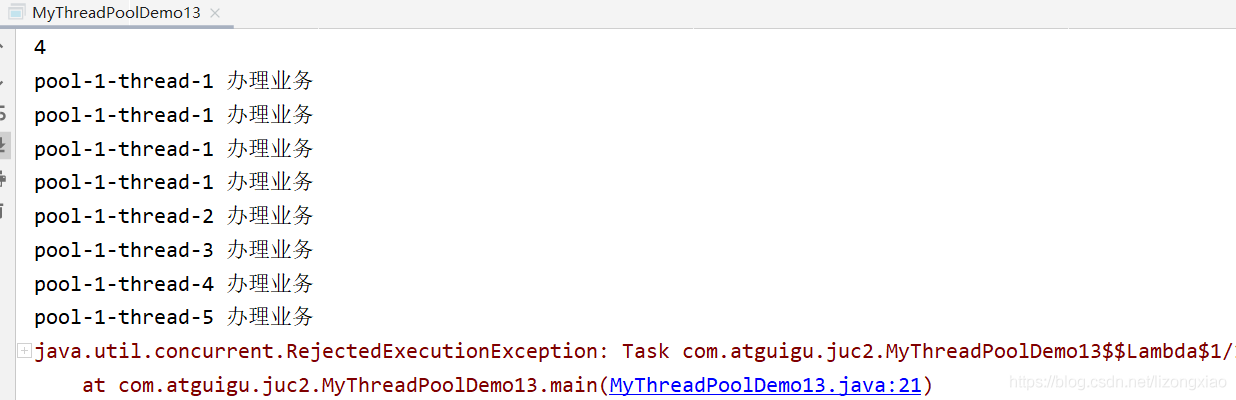 MyThreadPoolDemo13
4
pool-1-thread-1 办理业务
pool-1-thread-1 办理业务
pool-1-thread-1 办理业务
pool-1-thread-1 办理业务
pool-1-thread-2 办理业务
pool-1-thread-3 办理业务
pool-1-thread-4 办理业务
pool-1-thread-5 办理业务
java.util.concurrent.RejectedExecutionException: Task com.atguigu.juc2.MyThreadPoolDemo13$$Lambda$1/
at com.atguigu.juc2.MyThreadPoolDemo13.main(MyThreadPoolDemo13.java:21)
https://blog.csdn.net/lizongxiao